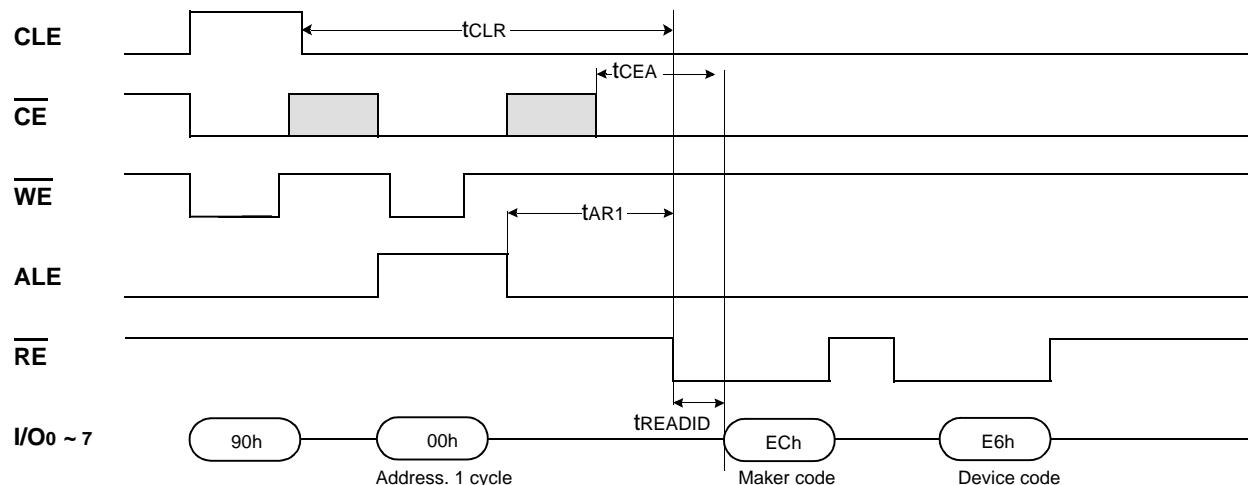 CLE
tCLR
tCEA
CE
WE
tAR1
ALE
RE
tREADID
I/O0 ~ 7
90h
00h
ECh
E6h
Address. 1 cycle
Maker code
Device code